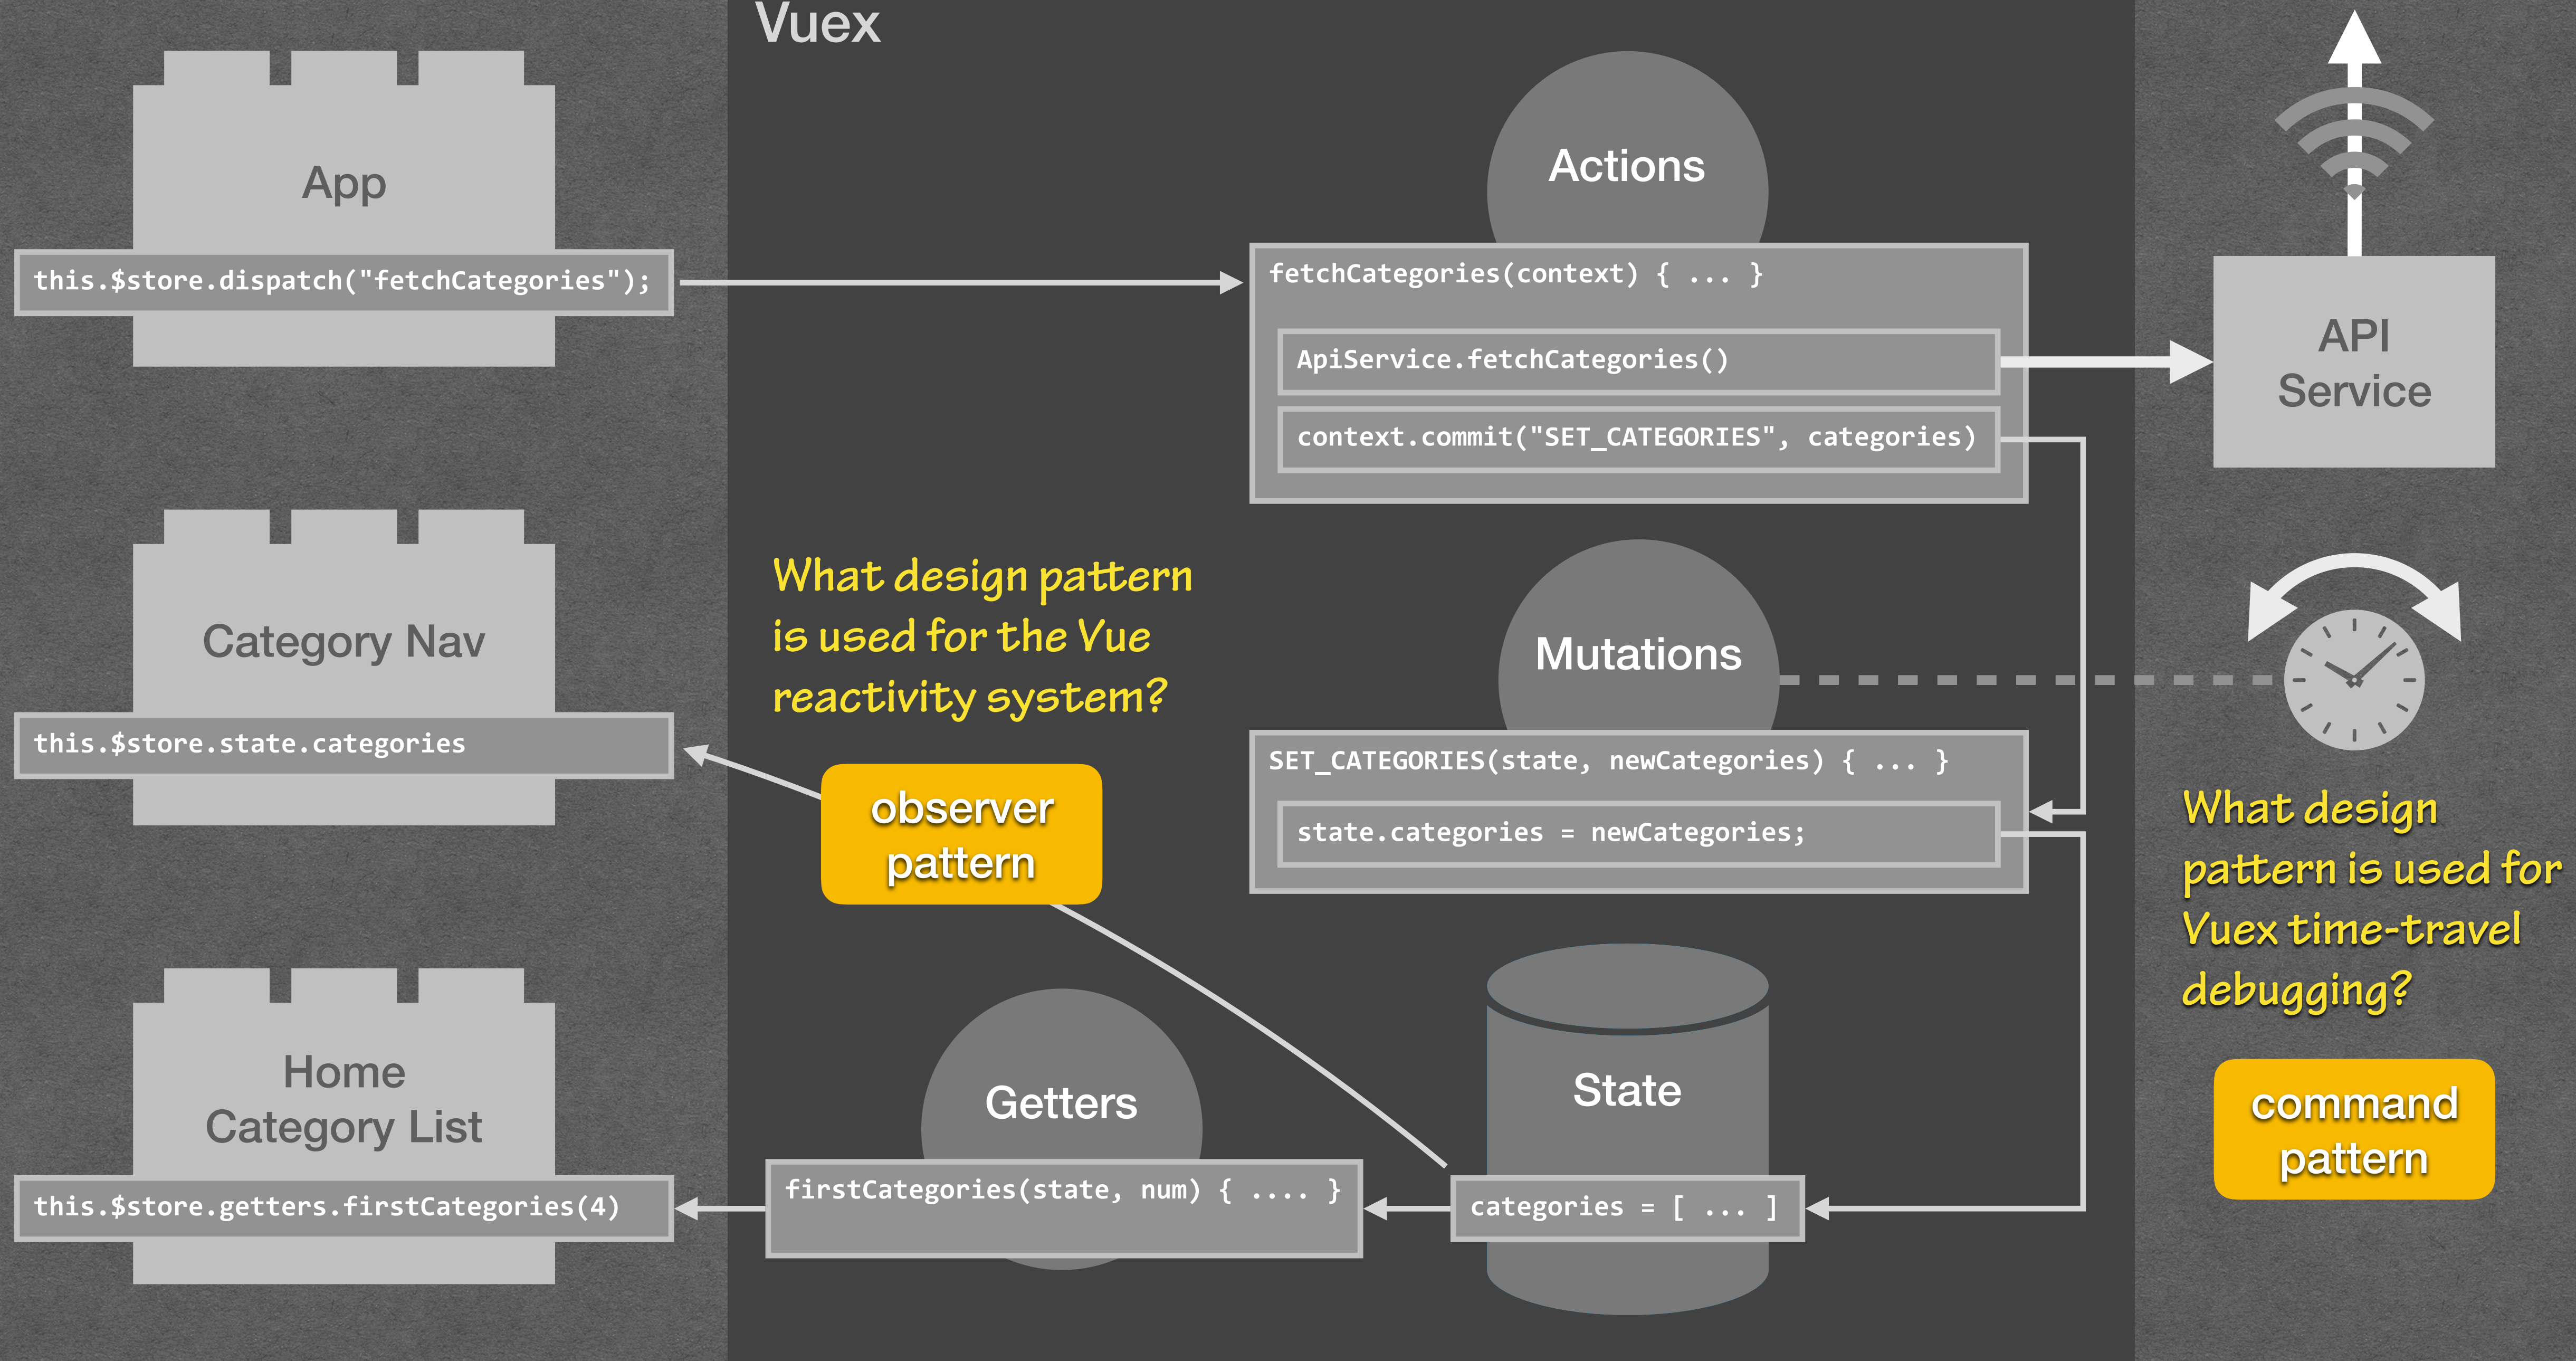 Vuex
App
this.$store.dispatch("fetchCategories");
Actions
fetchCategories(context) { ... }
ApiService.fetchCategories()
context.commit("SET_CATEGORIES", categories)
API
Service
Category Nav
this.$store.state.categories
What design pattern
is used for the Vue
reactivity system?
observer
pattern
Mutations
SET_CATEGORIES(state, newCategories) { ... }
state.categories = newCategories;
What design
pattern is used for
Vuex time-travel
debugging?
command
pattern
Home
Category List
this.$store.getters.firstCategories(4)
Getters
firstCategories(state, num) { .... }
State
categories = [ ... ]